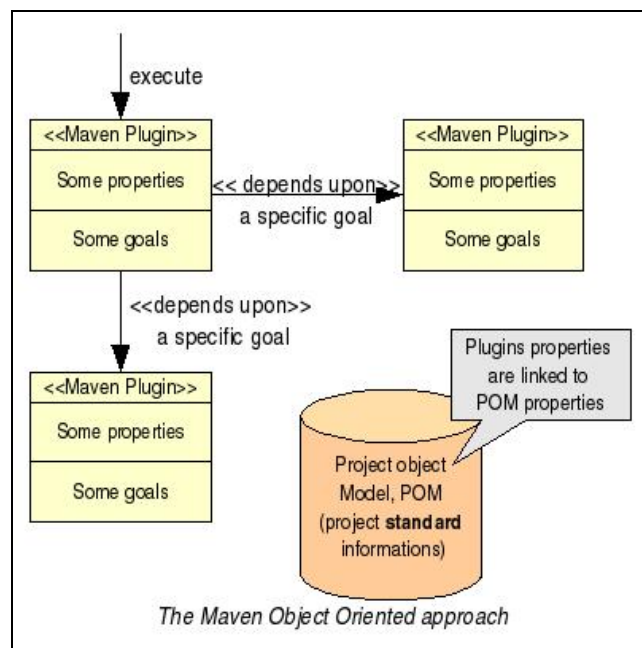 execute
<<Maven Plugin>>
Some properties
Some goals
<< depends upon>>
a specific goal
<<Maven Plugin>>
Some properties
Some goals
<<depends upon>>
a specific goal
<<Maven Plugin>>
Some properties
Some goals
Plugins properties
are linked to
POM properties
Project object
Model, POM
(project standard
informations)
The Maven Object Oriented approach